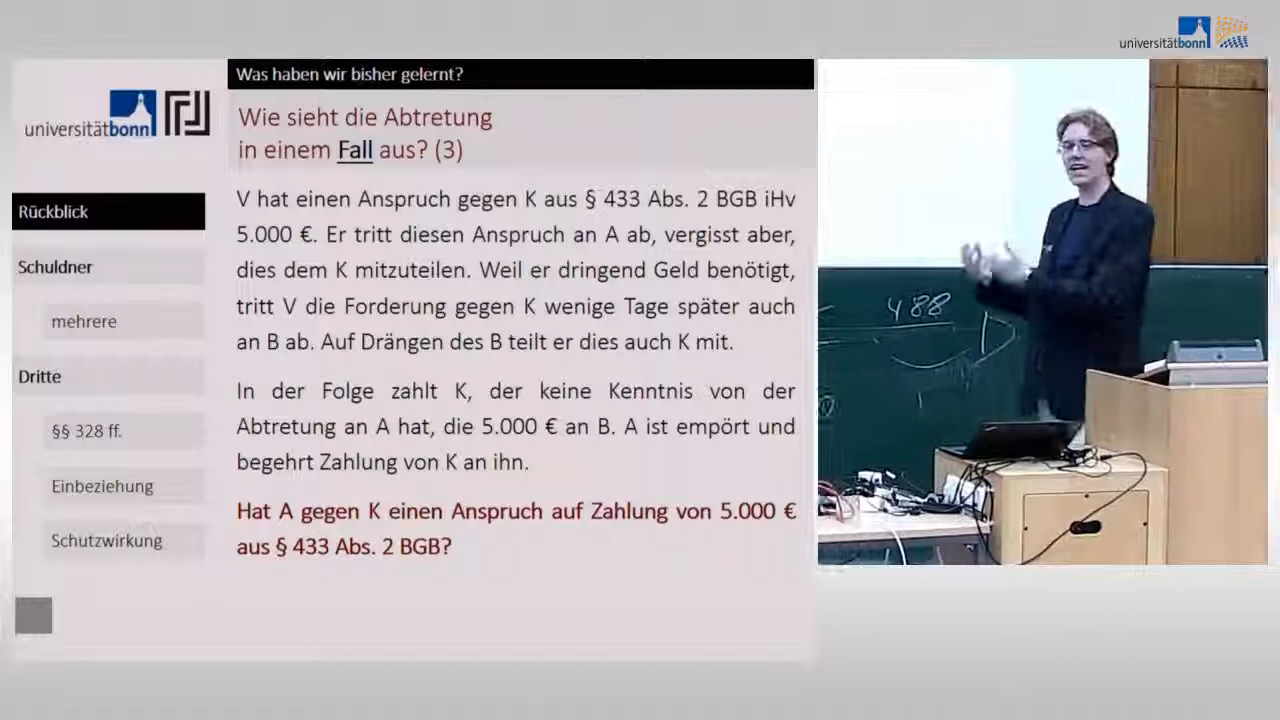 universitätbonn
Was haben wir bisher gelernt?
universitätbonn
Wie sieht die Abtretung
in einem Fall aus? (3)
Rückblick
Schuldner
mehrere
Dritte
§§ 328 ff.
Einbeziehung
Schutzwirkung
V hat einen Anspruch gegen K aus § 433 Abs. 2 BGB iHv
5.000 €. Er tritt diesen Anspruch an A ab, vergisst aber,
dies dem K mitzuteilen. Weil er dringend Geld benötigt,
tritt V die Forderung gegen K wenige Tage später auch
an B ab. Auf Drängen des B teilt er dies auch K mit.
In der Folge zahlt K, der keine Kenntnis von der
Abtretung an A hat, die 5.000 € an B. A ist empört und
begehrt Zahlung von K an ihn.
Hat A gegen K einen Anspruch auf Zahlung von 5.000 €
aus § 433 Abs. 2 BGB?
488